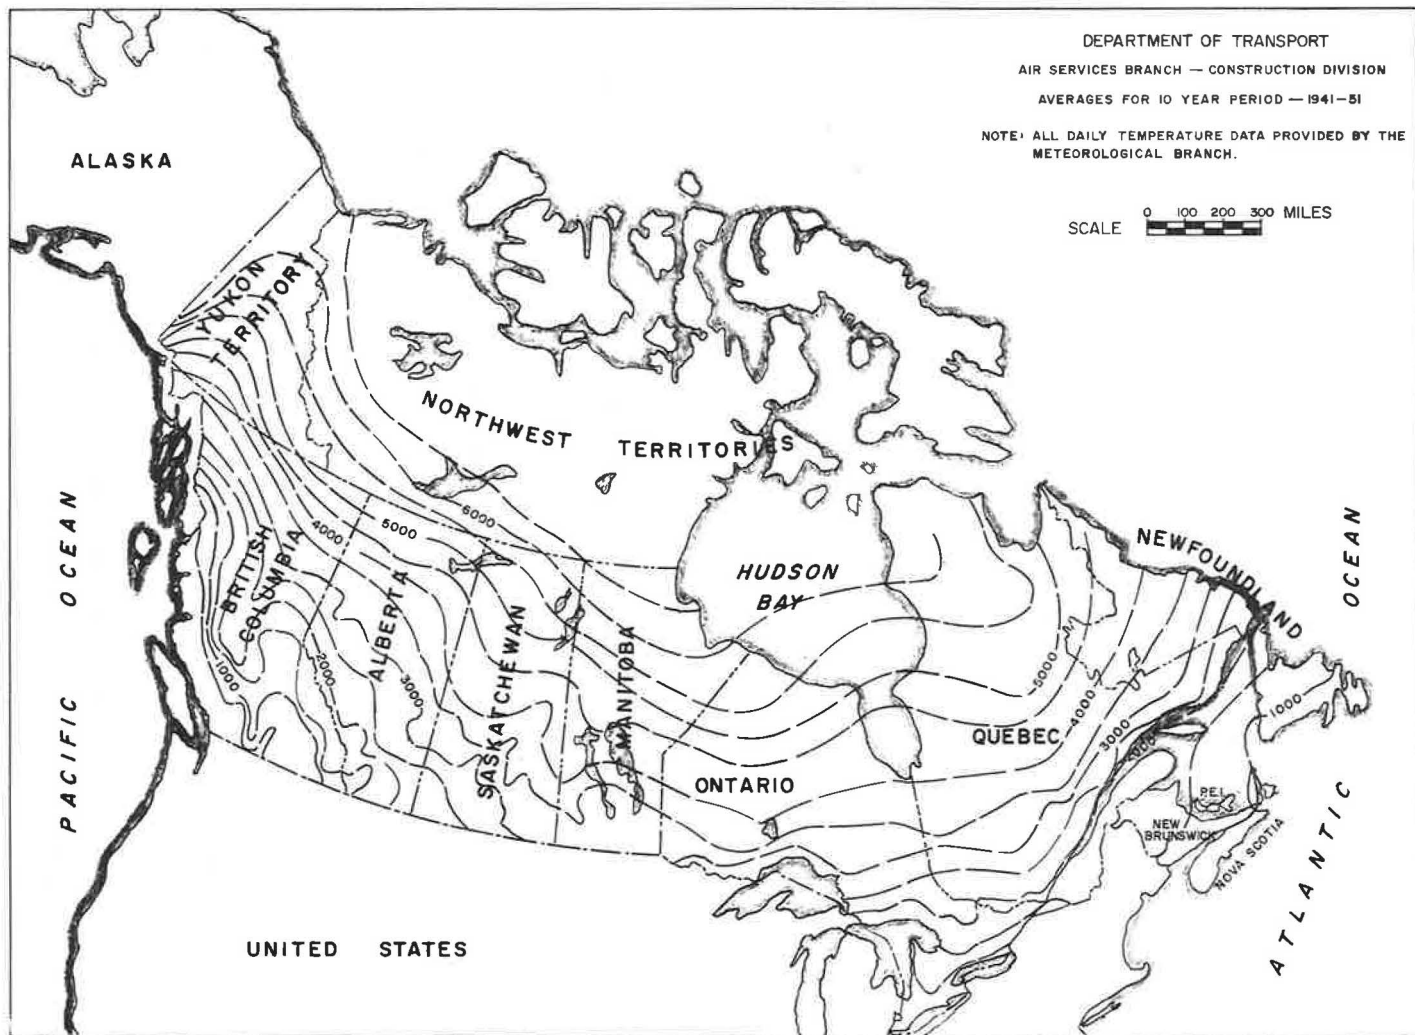 DEPARTMENT OF TRANSPORT
AIR SERVICES BRANCH — CONSTRUCTION DIVISION
AVERAGES FOR 10 YEAR PERIOD — 1941-51
NOTE: ALL DAILY TEMPERATURE DATA PROVIDED BY THE
METEOROLOGICAL BRANCH.
SCALE 0 100 200 300 MILES
ALASKA
YUKON
TERRITORY
NORTHWEST TERRITORIES
PACIFIC OCEAN
BRITISH
COLUMBIA
ALBERTA
SASKATCHEWAN
MANITOBA
HUDSON
BAY
ONTARIO
QUEBEC
NEWFOUNDLAND
P.E.I.
NEW
BRUNSWICK
NOVA SCOTIA
ATLANTIC OCEAN
UNITED STATES
4000
5000
6000
1000
2000
3000
5000
4000
3000
1000